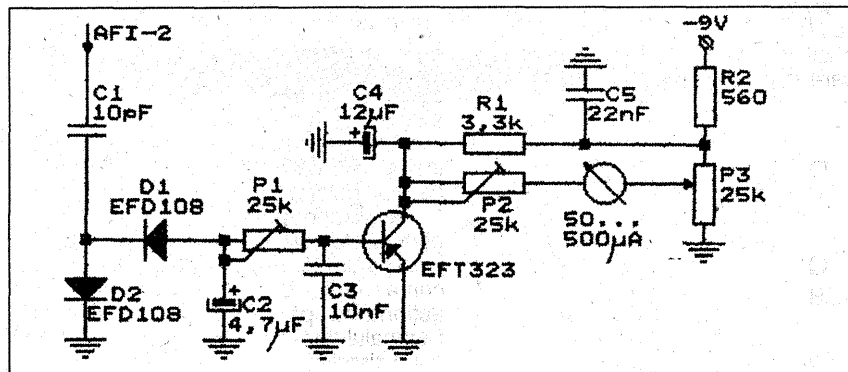 AFI-2
-9V
C1
10pF
C4
12µF
+
R1
3,3k
C5
22nF
R2
560
D1
EFD108
P1
25k
P2
25k
50...
500µA
P3
25k
EFT323
D2
EFD108
+
C2
4,7µF
C3
10nF